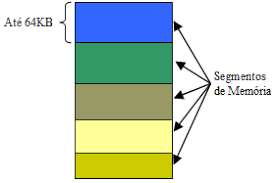 Até 64KB
Segmentos
de Memória